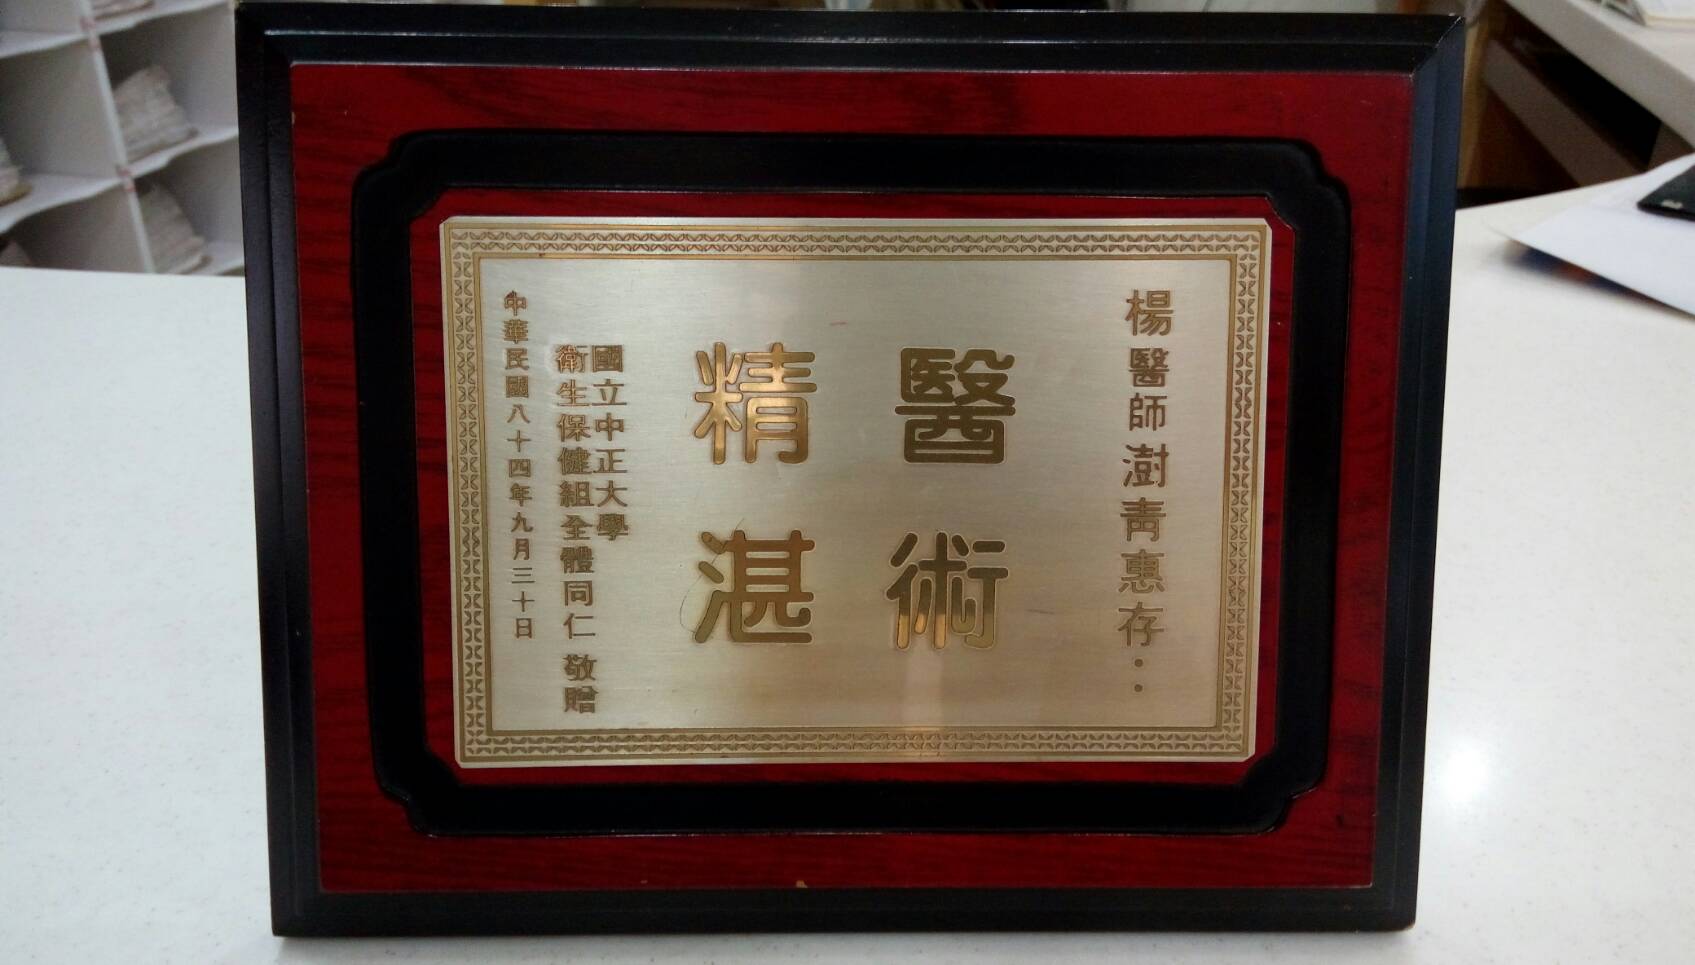 楊醫師澍青惠存：
醫術
精湛
國立中正大學
衛生保健組全體同仁 敬贈
中華民國八十四年九月三十日